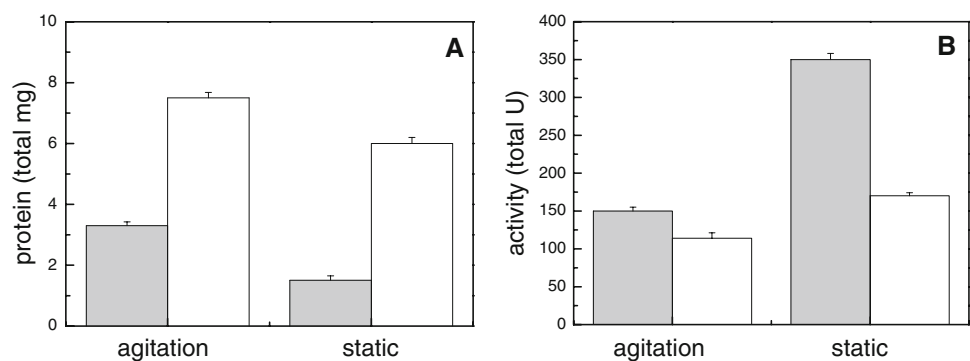 A
protein (total mg)
10
8
6
4
2
0
agitation static
B
activity (total U)
400
350
300
250
200
150
100
50
0
agitation static